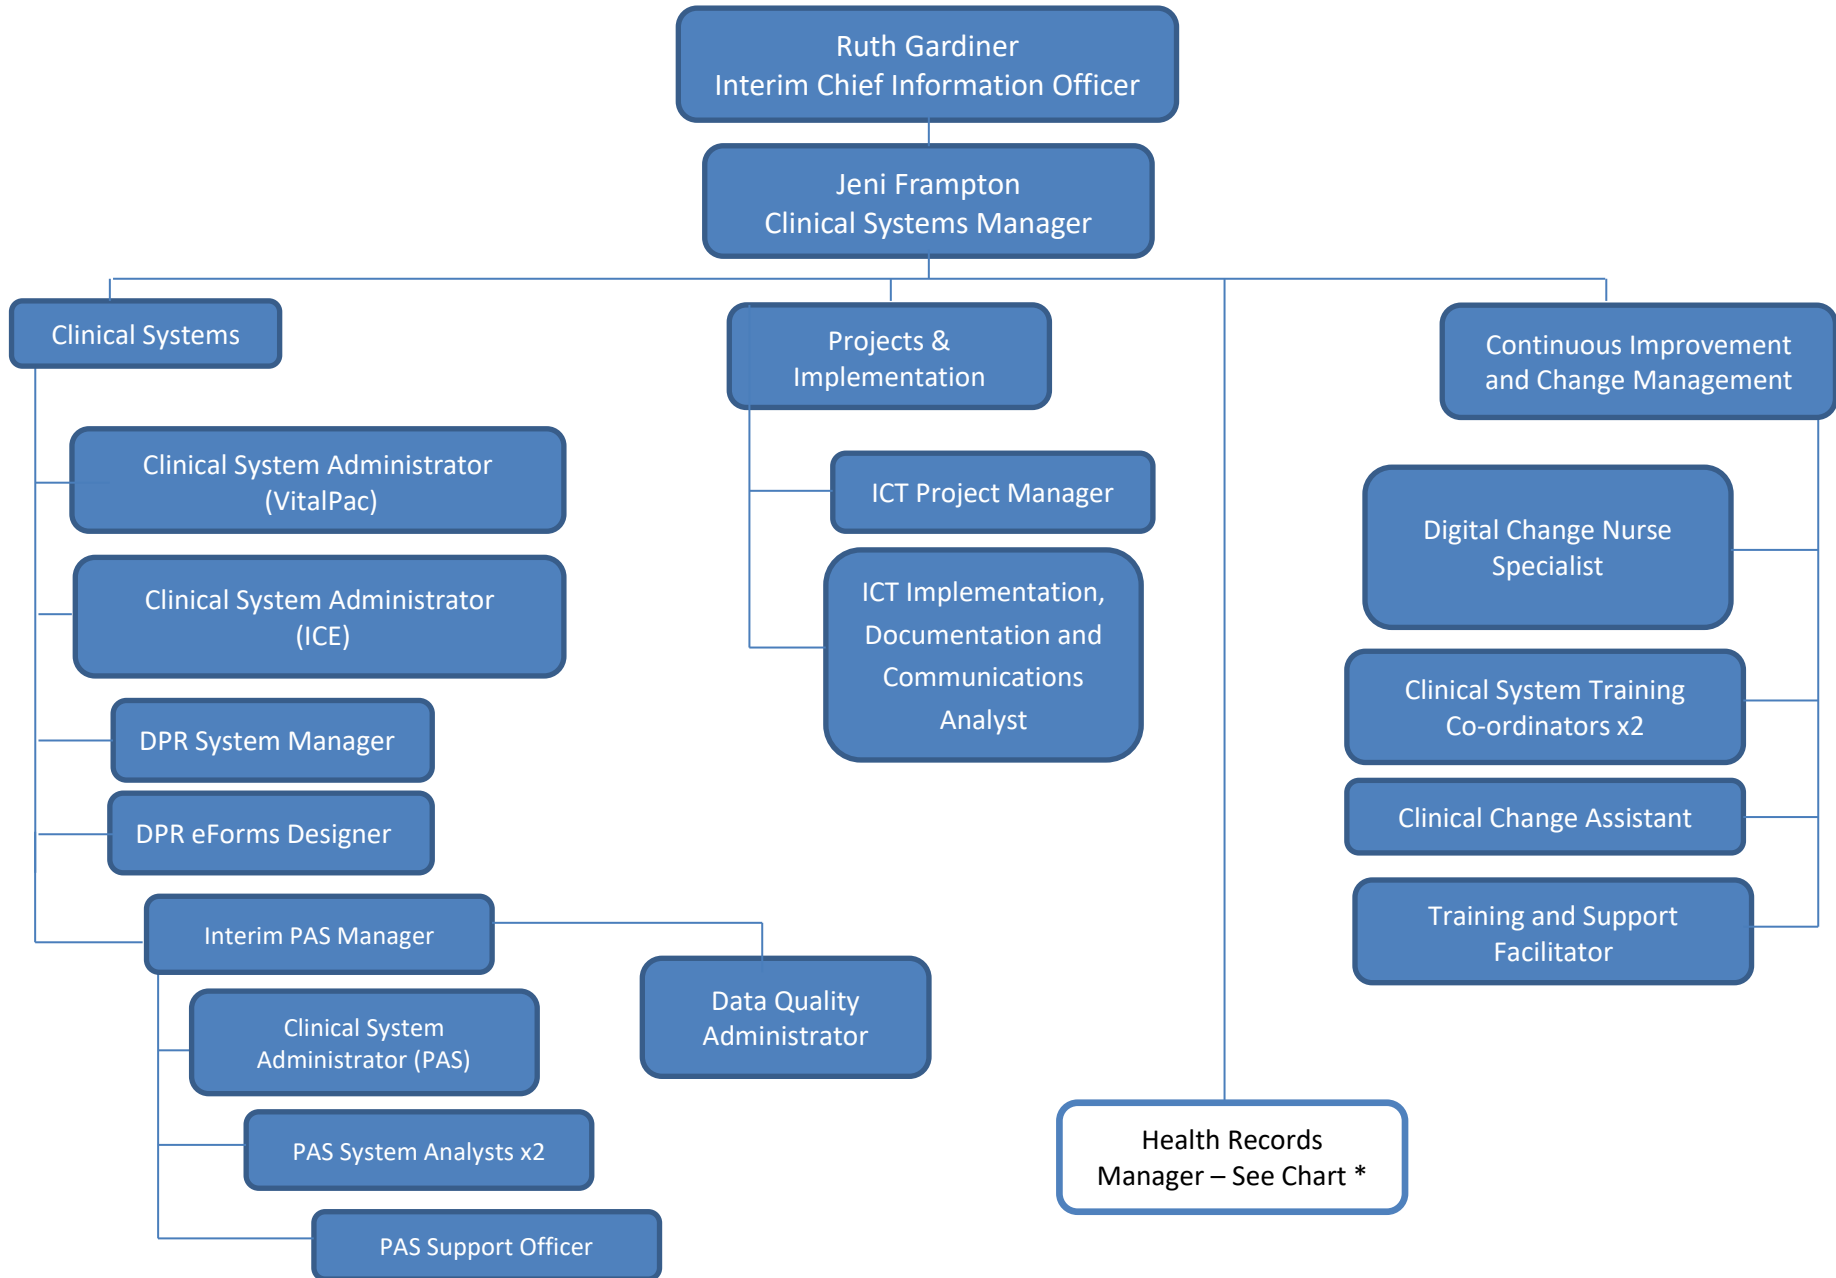 Ruth Gardiner
Interim Chief Information Officer
Jeni Frampton
Clinical Systems Manager
Clinical Systems
Projects &
Implementation
Continuous Improvement
and Change Management
Clinical System Administrator
(VitalPac)
Clinical System Administrator
(ICE)
DPR System Manager
DPR eForms Designer
Interim PAS Manager
Clinical System
Administrator (PAS)
PAS System Analysts x2
PAS Support Officer
Data Quality
Administrator
ICT Project Manager
ICT Implementation,
Documentation and
Communications
Analyst
Health Records
Manager – See Chart *
Digital Change Nurse
Specialist
Clinical System Training
Co-ordinators x2
Clinical Change Assistant
Training and Support
Facilitator